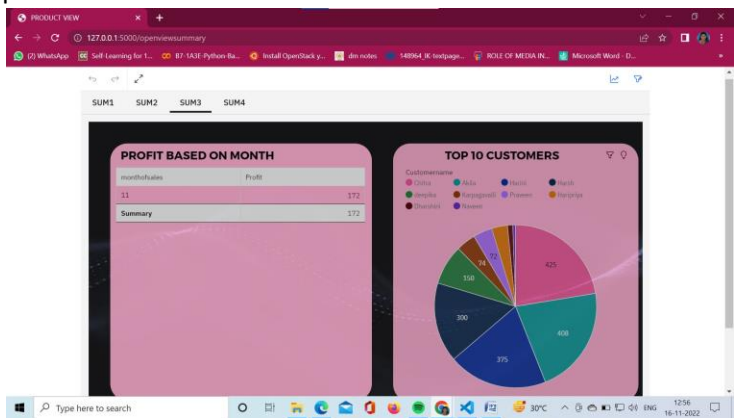 PRODUCT VIEW
127.0.0.1:5000/openviewsummary
(2) WhatsApp Self-Learning for 1... B7-1A3E-Python-Ba... Install OpenStack y... dm notes 148964_IK-textpage... ROLE OF MEDIA IN... Microsoft Word - D...
SUM1 SUM2 SUM3 SUM4
PROFIT BASED ON MONTH
monthofsales Profit
11 172
Summary 172
TOP 10 CUSTOMERS
Customername
China Akila Harini Harish
deepika Karpagavalli Praveen
Dharshini Naveen
425
408
375
300
150
74
72
Type here to search
30°C ENG 12:56
16-11-2022